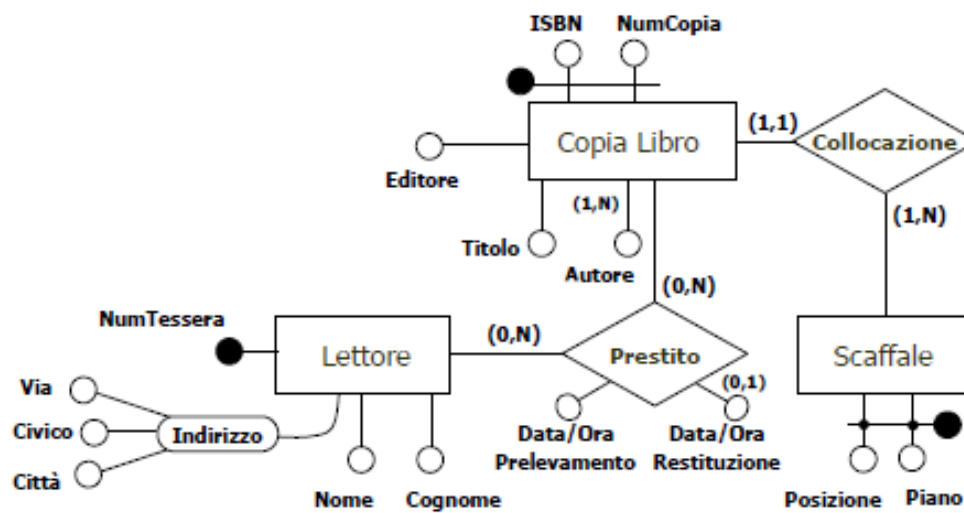 ISBN
NumCopia
Copia Libro
(1,1)
Collocazione
Editore
(1,N)
(1,N)
Titolo
Autore
(0,N)
NumTessera
Lettore
(0,N)
Prestito
Scaffale
Via
(0,1)
Civico
Indirizzo
Data/Ora
Prelevamento
Data/Ora
Restituzione
Città
Nome
Cognome
Posizione
Piano